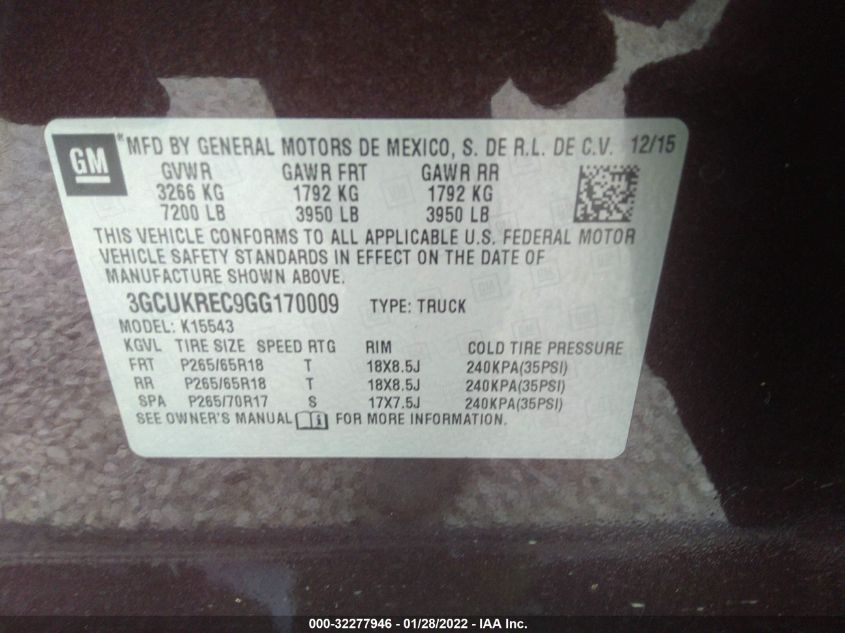 GM
MFD BY GENERAL MOTORS DE MEXICO, S. DE R.L. DE C.V. 12/15
GVWR GAWR FRT GAWR RR
3266 KG 1792 KG 1792 KG
7200 LB 3950 LB 3950 LB
THIS VEHICLE CONFORMS TO ALL APPLICABLE U.S. FEDERAL MOTOR
VEHICLE SAFETY STANDARDS IN EFFECT ON THE DATE OF
MANUFACTURE SHOWN ABOVE.
3GCUKREC9GG170009 TYPE: TRUCK
MODEL: K15543
KGVL TIRE SIZE SPEED RTG RIM COLD TIRE PRESSURE
FRT P265/65R18 T 18X8.5J 240KPA(35PSI)
RR P265/65R18 T 18X8.5J 240KPA(35PSI)
SPA P265/70R17 S 17X7.5J 240KPA(35PSI)
SEE OWNER'S MANUAL FOR MORE INFORMATION.
000-32277946 - 01/28/2022 - IAA Inc.